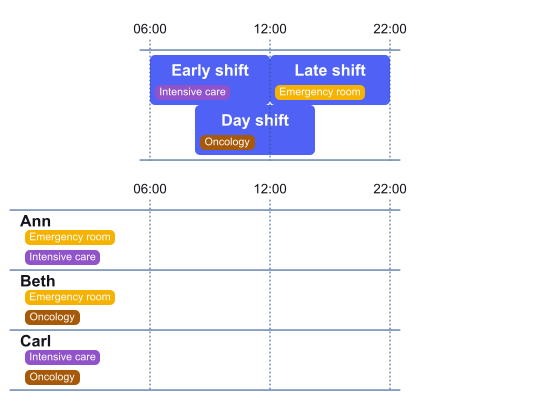 06:00 12:00 22:00
Early shift Late shift
Intensive care Emergency room
Day shift
Oncology
06:00 12:00 22:00
Ann
Emergency room
Intensive care
Beth
Emergency room
Oncology
Carl
Intensive care
Oncology